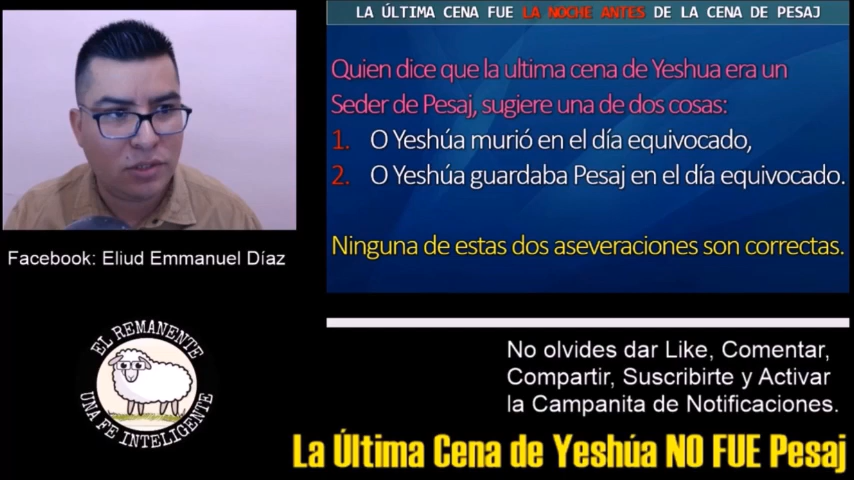 LA ÚLTIMA CENA FUE LA NOCHE ANTES DE LA CENA DE PESAJ
Quien dice que la ultima cena de Yeshua era un
Seder de Pesaj, sugiere una de dos cosas:
1. O Yeshúa murió en el día equivocado,
2. O Yeshúa guardaba Pesaj en el día equivocado.
Ninguna de estas dos aseveraciones son correctas.
Facebook: Eliud Emmanuel Díaz
EL REMANENTE
UNA FE INTELIGENTE
No olvides dar Like, Comentar,
Compartir, Suscribirte y Activar
la Campanita de Notificaciones.
La Última Cena de Yeshúa NO FUE Pesaj